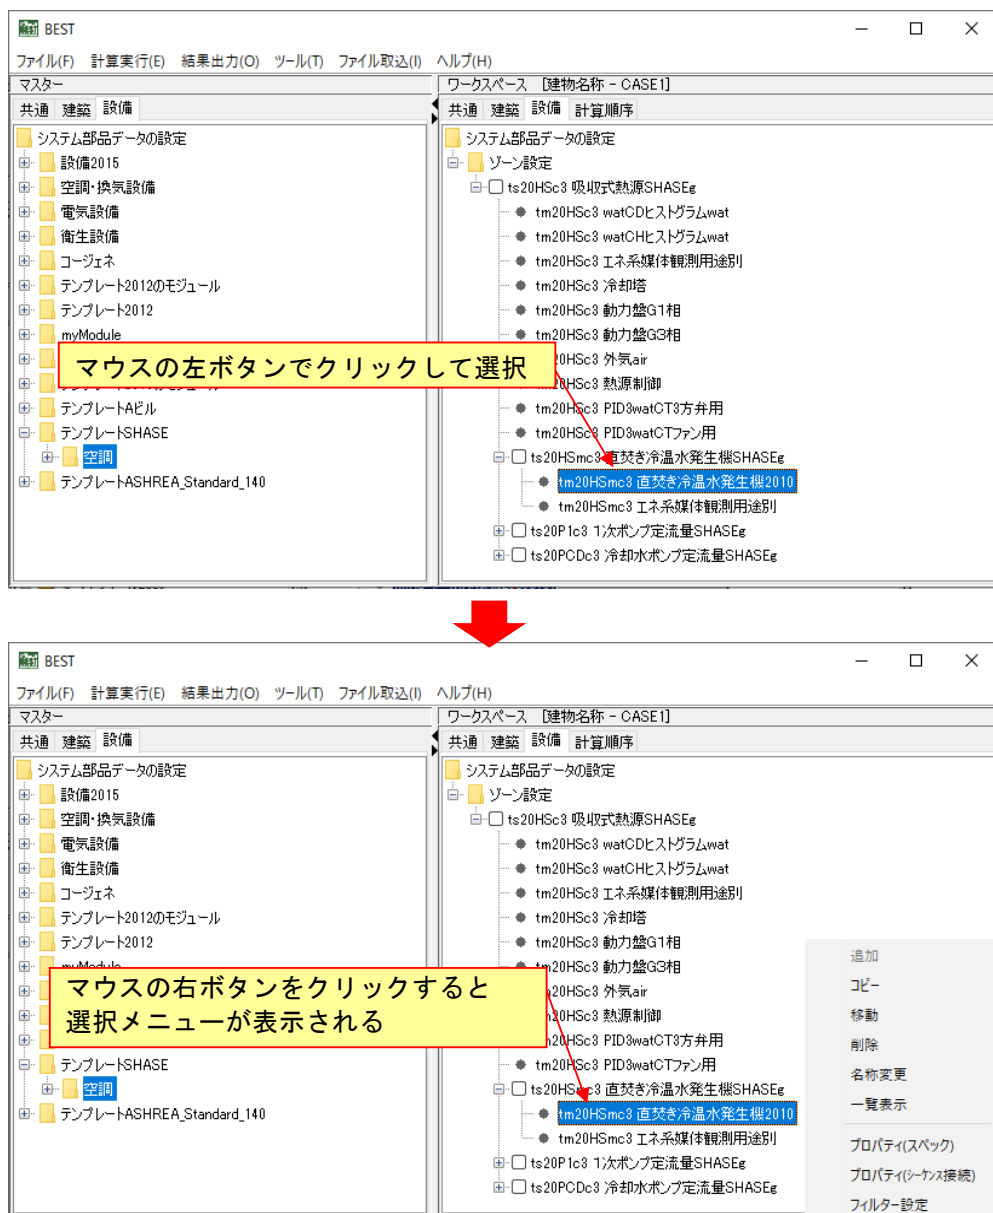 BEST
ファイル(F) 計算実行(E) 結果出力(O) ツール(T) ファイル取込(I) ヘルプ(H)
マスター
共通 建築 設備
システム部品データの設定
設備2015
空調・換気設備
電気設備
衛生設備
コージェネ
テンプレート2012のモジュール
テンプレート2012
myModule
テンプレートAビル
テンプレートSHASE
空調
テンプレートASHREA_Standard_140
ワークスペース [建物名称 - CASE1]
共通 建築 設備 計算順序
システム部品データの設定
ゾーン設定
ts20HSc3 吸収式熱源SHASEg
tm20HSc3 watCDヒストグラムwat
tm20HSc3 watCHヒストグラムwat
tm20HSc3 エネ系媒体観測用途別
tm20HSc3 冷却塔
tm20HSc3 動力盤G1相
tm20HSc3 動力盤G3相
20HSc3 外気air
tm20HSc3 熱源制御
tm20HSc3 PID3watCT3方弁用
tm20HSc3 PID3watCTファン用
ts20HSmc3 直焚き冷温水発生機SHASEg
tm20HSmc3 直焚き冷温水発生機2010
tm20HSmc3 エネ系媒体観測用途別
ts20P1c3 1次ポンプ定流量SHASEg
ts20PCDc3 冷却水ポンプ定流量SHASEg
マウスの左ボタンでクリックして選択
BEST
ファイル(F) 計算実行(E) 結果出力(O) ツール(T) ファイル取込(I) ヘルプ(H)
マスター
共通 建築 設備
システム部品データの設定
設備2015
空調・換気設備
電気設備
衛生設備
コージェネ
テンプレート2012のモジュール
テンプレート2012
myModule
テンプレートSHASE
空調
テンプレートASHREA_Standard_140
ワークスペース [建物名称 - CASE1]
共通 建築 設備 計算順序
システム部品データの設定
ゾーン設定
ts20HSc3 吸収式熱源SHASEg
tm20HSc3 watCDヒストグラムwat
tm20HSc3 watCHヒストグラムwat
tm20HSc3 エネ系媒体観測用途別
tm20HSc3 冷却塔
tm20HSc3 動力盤G1相
tm20HSc3 動力盤G3相
20HSc3 外気air
20HSc3 熱源制御
tm20HSc3 PID3watCT3方弁用
tm20HSc3 PID3watCTファン用
ts20HSmc3 直焚き冷温水発生機SHASEg
tm20HSmc3 直焚き冷温水発生機2010
tm20HSmc3 エネ系媒体観測用途別
ts20P1c3 1次ポンプ定流量SHASEg
ts20PCDc3 冷却水ポンプ定流量SHASEg
マウスの右ボタンをクリックすると
選択メニューが表示される
追加
コピー
移動
削除
名称変更
一覧表示
プロパティ(スペック)
プロパティ(シーケンス接続)
フィルター設定